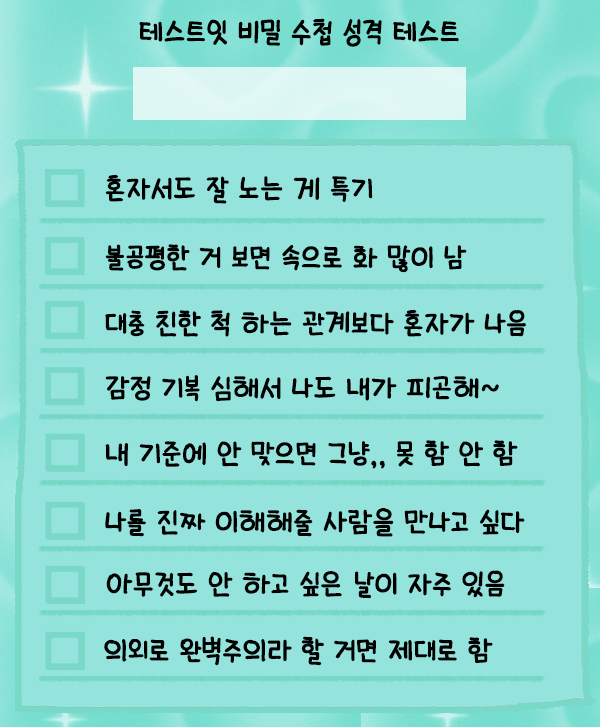 테스트잇 비밀 수첩 성격 테스트
혼자서도 잘 노는 게 특기
불공평한 거 보면 속으로 화 많이 남
대충 친한 척 하는 관계보다 혼자가 나음
감정 기복 심해서 나도 내가 피곤해~
내 기준에 안 맞으면 그냥,, 못 함 안 함
나를 진짜 이해해줄 사람을 만나고 싶다
아무것도 안 하고 싶은 날이 자주 있음
의외로 완벽주의라 할 거면 제대로 함